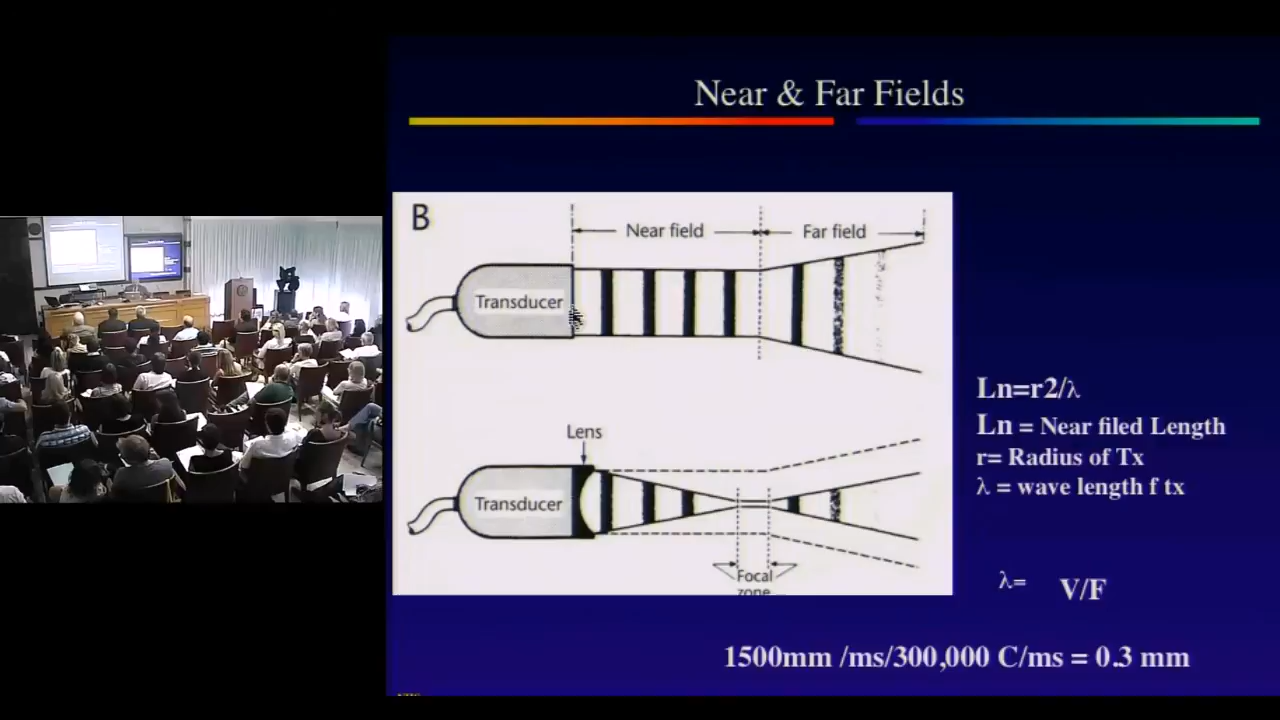 Near & Far Fields
B
Near field
Far field
Transducer
Lens
Transducer
Focal
zone
Ln=r2/λ
Ln = Near filed Length
r= Radius of Tx
λ = wave length f tx
λ= V/F
1500mm /ms/300,000 C/ms = 0.3 mm